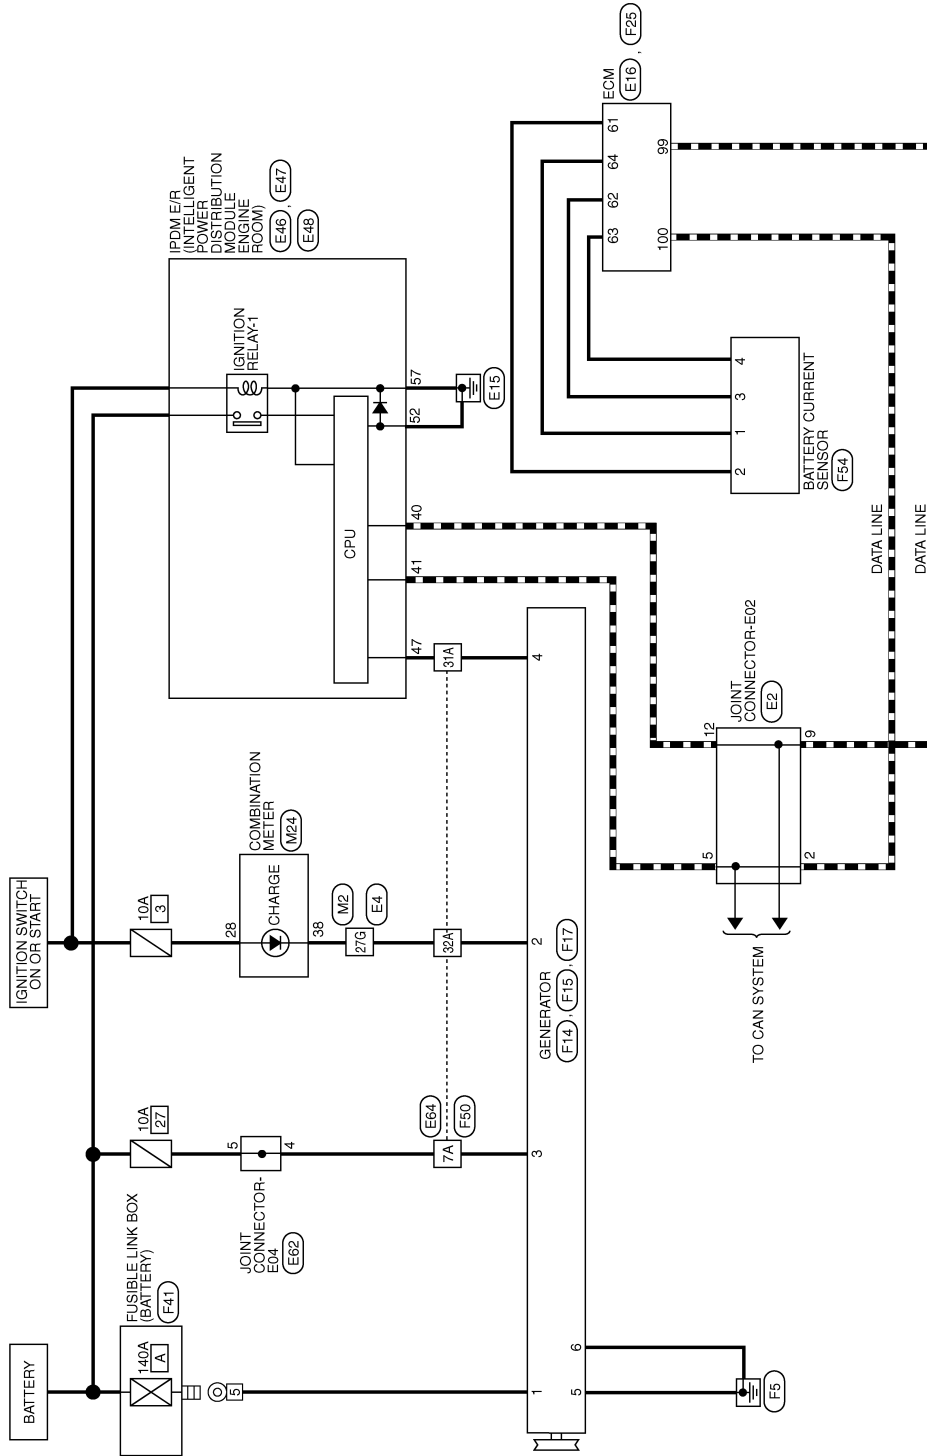 BATTERY
FUSIBLE LINK BOX
(BATTERY)
F41
140A
A
5
10A
27
5
4
JOINT
CONNECTOR-
E04
E62
E64
F50
7A
IGNITION SWITCH
ON OR START
10A
3
28
COMBINATION
METER
M24
CHARGE
38
M2
E4
27G
32A
31A
IPDM E/R
(INTELLIGENT
POWER
DISTRIBUTION
MODULE
ENGINE
ROOM)
E46 , E47
E48
IGNITION
RELAY-1
CPU
47
41
40
52
57
E15
GENERATOR
F14 , F15 , F17
1
3
2
4
5
6
F5
JOINT
CONNECTOR-E02
E2
5
12
2
9
TO CAN SYSTEM
BATTERY CURRENT
SENSOR
F54
2
1
3
4
ECM
E16 , F25
63
62
64
61
100
99
DATA LINE
DATA LINE